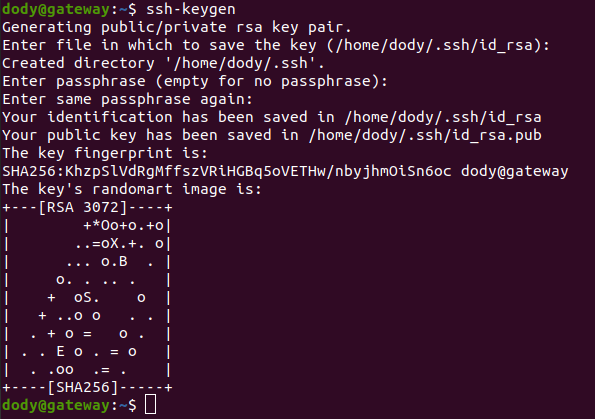 dody@gateway:~$ ssh-keygen
Generating public/private rsa key pair.
Enter file in which to save the key (/home/dody/.ssh/id_rsa):
Created directory '/home/dody/.ssh'.
Enter passphrase (empty for no passphrase):
Enter same passphrase again:
Your identification has been saved in /home/dody/.ssh/id_rsa
Your public key has been saved in /home/dody/.ssh/id_rsa.pub
The key fingerprint is:
SHA256:KhzpSlVdRgMffszVRiHGBq5oVETHw/nbyjhmOiSn6oc dody@gateway
The key's randomart image is:
+---[RSA 3072]----+
|        +*Oo+o.+o|
|       ..=oX.+. o|
|      ... o.B  . |
|     o. . .. .   |
|    +  oS.    o  |
|   + ..o o   . . |
|  . + o =   o .  |
| . . E o . = o   |
|  . .oo  .= .    |
+----[SHA256]-----+
dody@gateway:~$